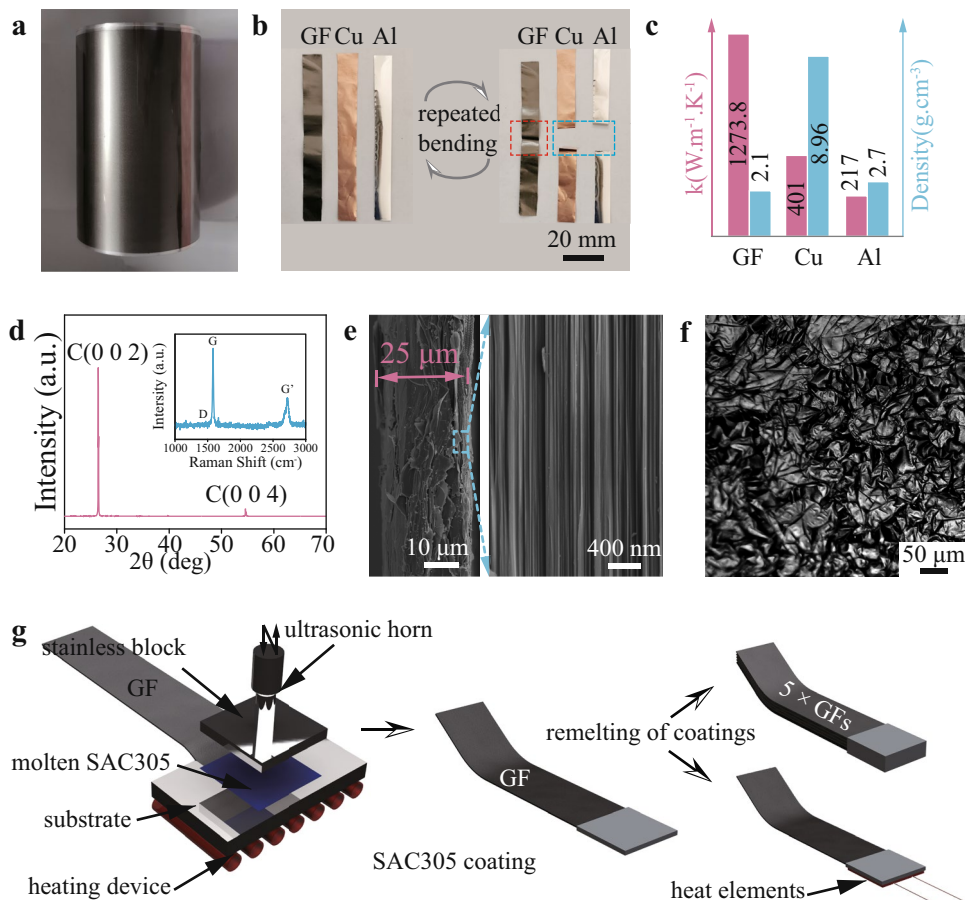 a
b
GF Cu Al
GF Cu Al
repeated
bending
20 mm
c
k(W.m⁻¹.K⁻¹)
Density(g.cm⁻³)
1273.8
2.1
401
8.96
217
2.7
GF Cu Al
d
Intensity (a.u.)
C(0 0 2)
C(0 0 4)
20 30 40 50 60 70
2θ (deg)
Intensity (a.u.)
G
D
G'
1000 1500 2000 2500 3000
Raman Shift (cm⁻)
e
25 μm
10 μm
400 nm
f
50 μm
g
ultrasonic horn
stainless block
GF
molten SAC305
substrate
heating device
GF
SAC305 coating
remelting of coatings
5 × GFs
heat elements